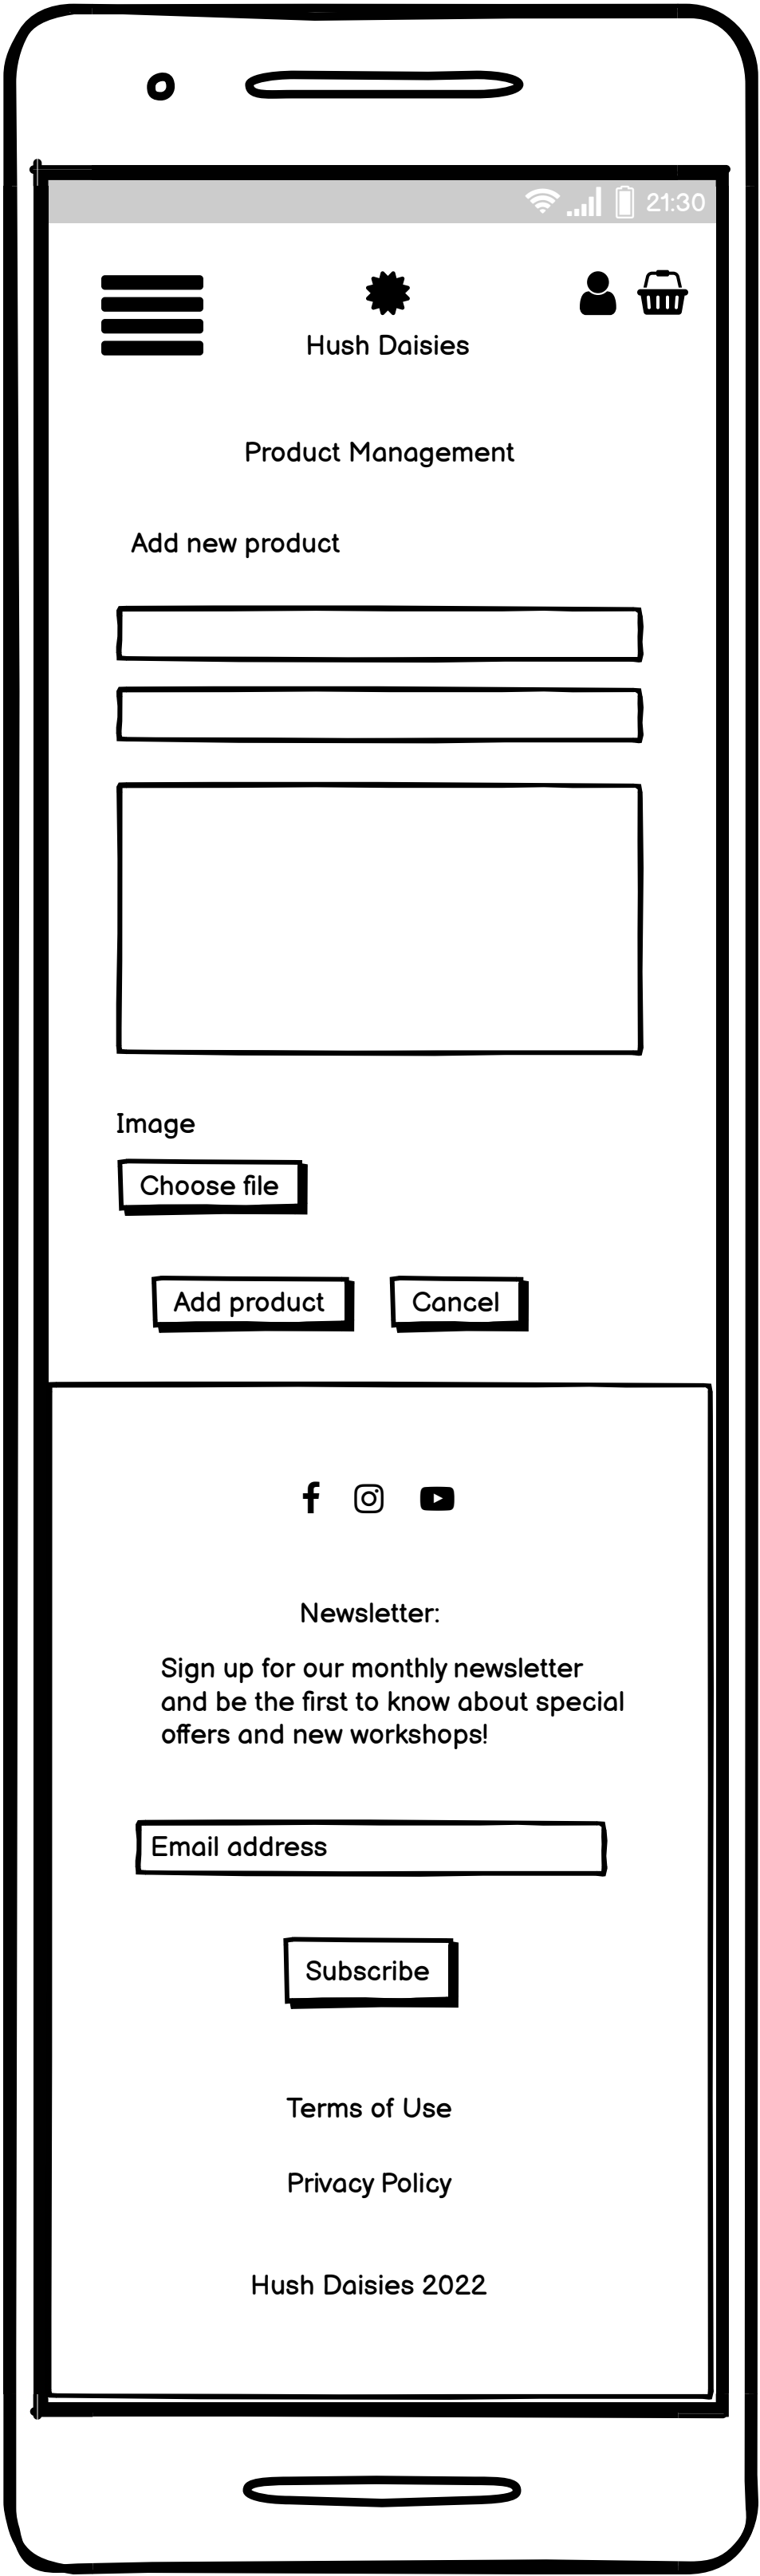 21:30
Hush Daisies
Product Management
Add new product
Image
Choose file
Add product
Cancel
Newsletter:
Sign up for our monthly newsletter
and be the first to know about special
offers and new workshops!
Email address
Subscribe
Terms of Use
Privacy Policy
Hush Daisies 2022